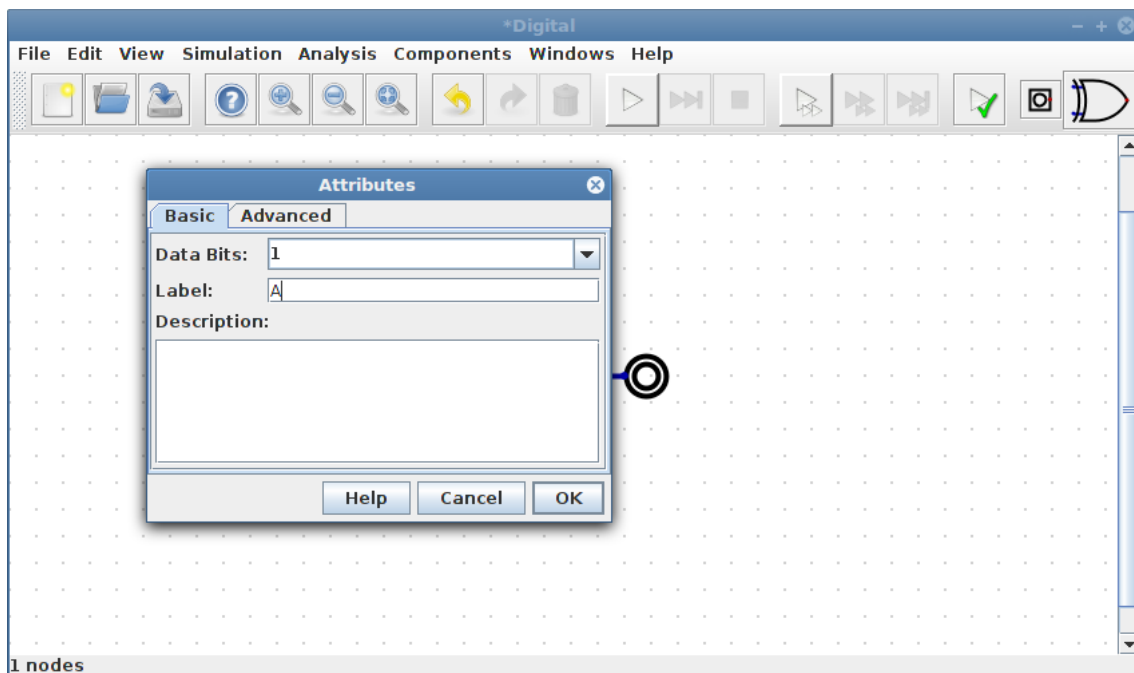 *Digital
File Edit View Simulation Analysis Components Windows Help
Attributes
Basic Advanced
Data Bits: 1
Label: A
Description:
Help Cancel OK
1 nodes